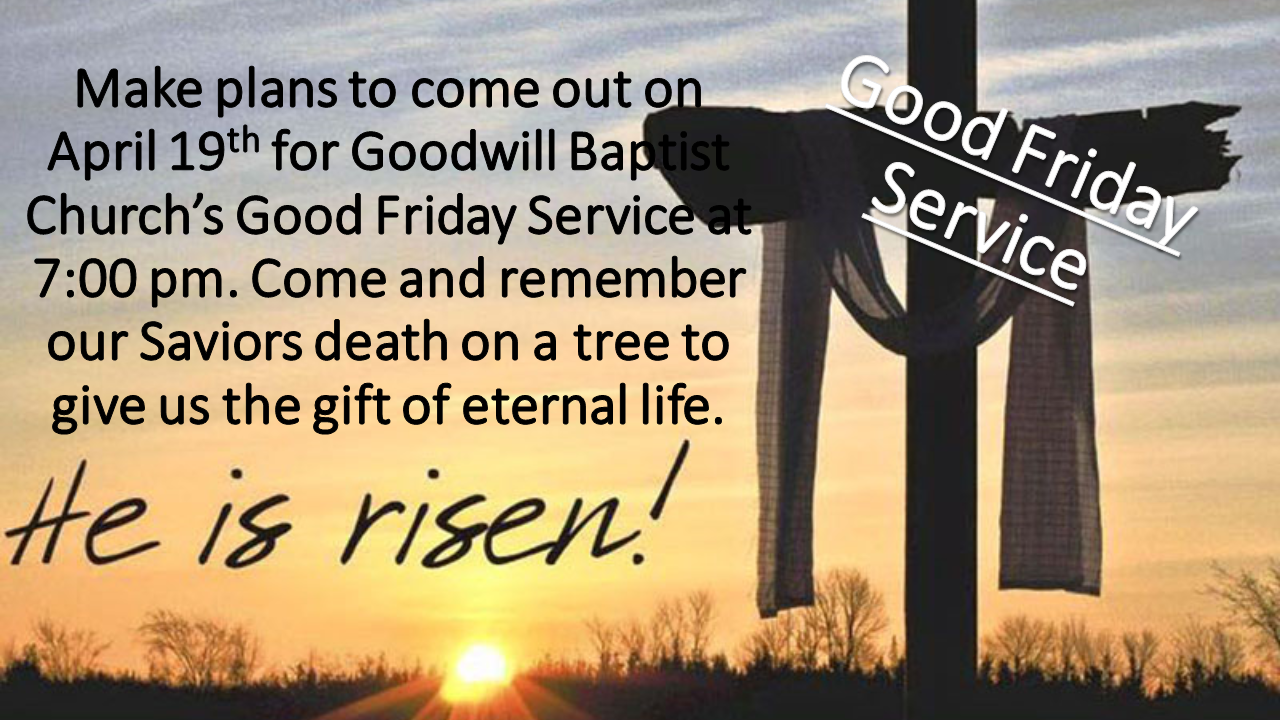 Make plans to come out on
April 19th for Goodwill Baptist
Church’s Good Friday Service at
7:00 pm. Come and remember
our Saviors death on a tree to
give us the gift of eternal life.
He is risen!
Good Friday
Service